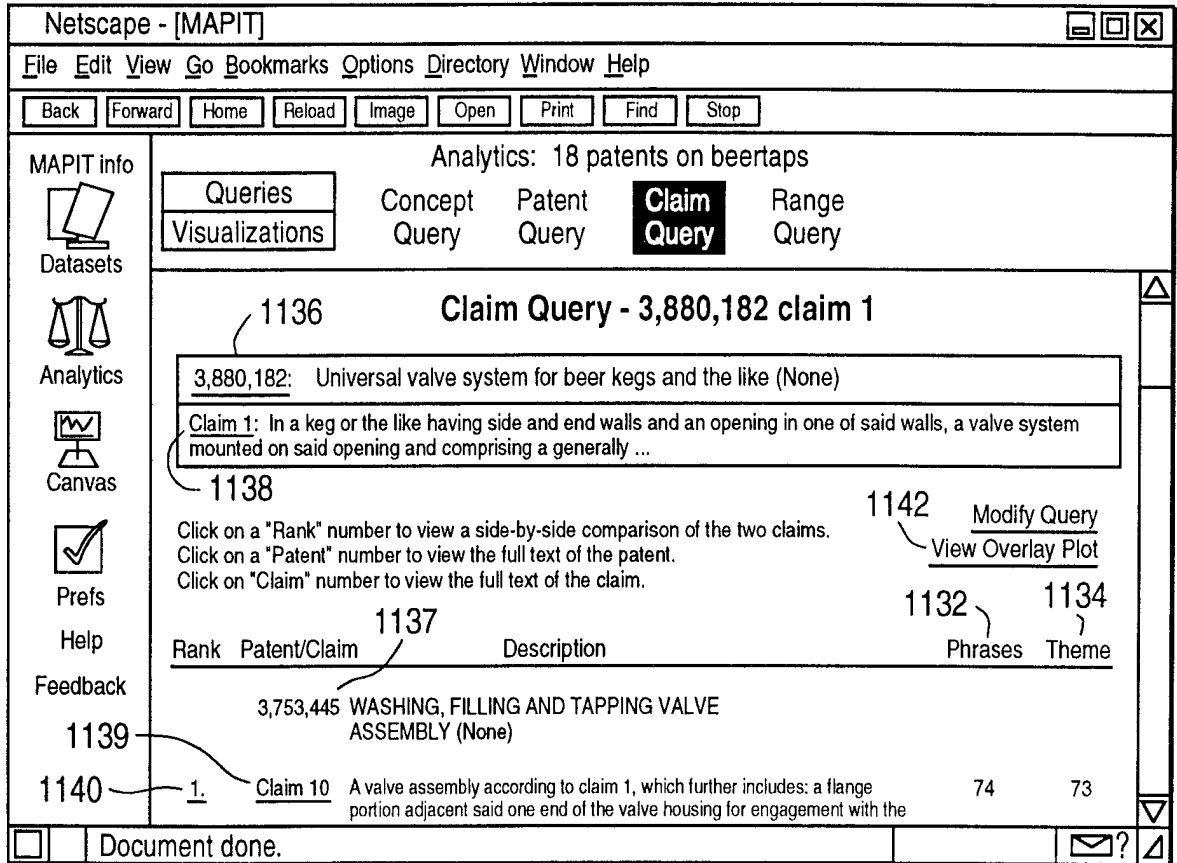 Netscape - [MAPIT]
File Edit View Go Bookmarks Options Directory Window Help
Back Forward Home Reload Image Open Print Find Stop
MAPIT info
Datasets
Analytics
Canvas
Prefs
Help
Feedback
1139
1140
Analytics: 18 patents on beertaps
Queries
Visualizations
Concept
Query
Patent
Query
Claim
Query
Range
Query
1136
Claim Query - 3,880,182 claim 1
3,880,182: Universal valve system for beer kegs and the like (None)
Claim 1: In a keg or the like having side and end walls and an opening in one of said walls, a valve system
mounted on said opening and comprising a generally ...
1138
1142
Modify Query
View Overlay Plot
Click on a "Rank" number to view a side-by-side comparison of the two claims.
Click on a "Patent" number to view the full text of the patent.
Click on "Claim" number to view the full text of the claim.
1137
1132
1134
Rank Patent/Claim Description Phrases Theme
3,753,445 WASHING, FILLING AND TAPPING VALVE
ASSEMBLY (None)
1. Claim 10 A valve assembly according to claim 1, which further includes: a flange 74 73
portion adjacent said one end of the valve housing for engagement with the
Document done.
?